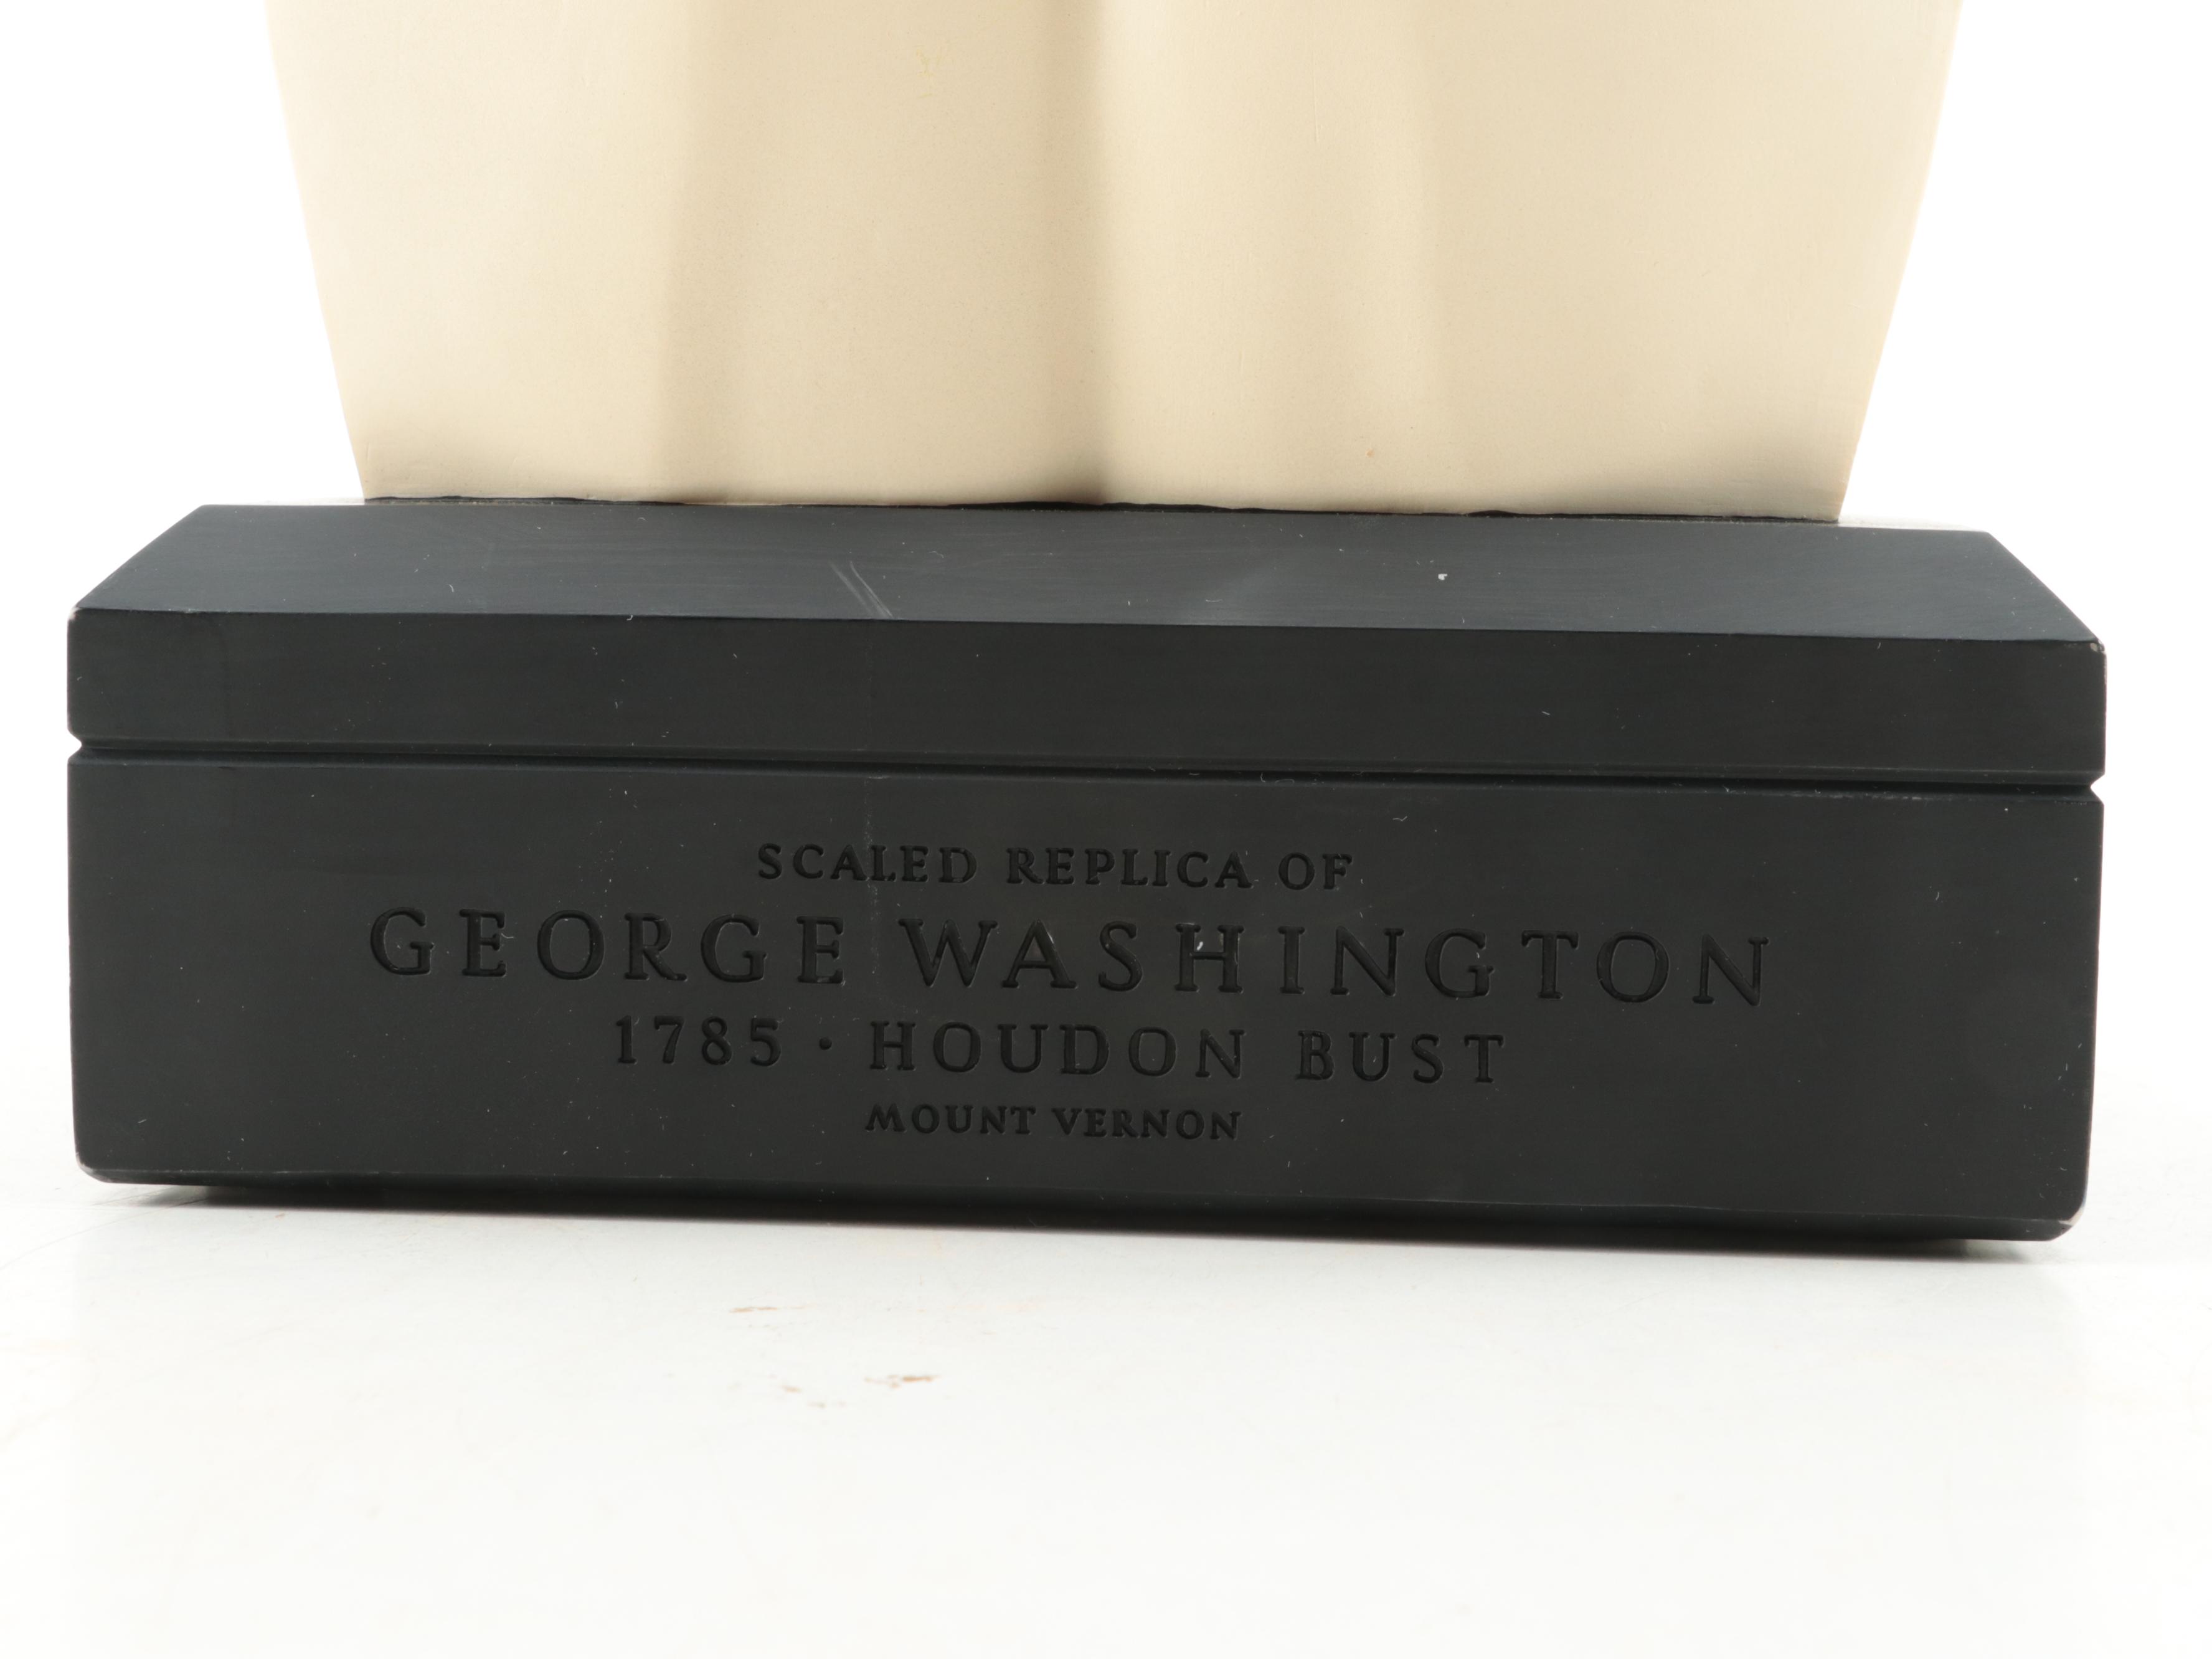 SCALED REPLICA OF
GEORGE WASHINGTON
1785 · HOUDON BUST
MOUNT VERNON